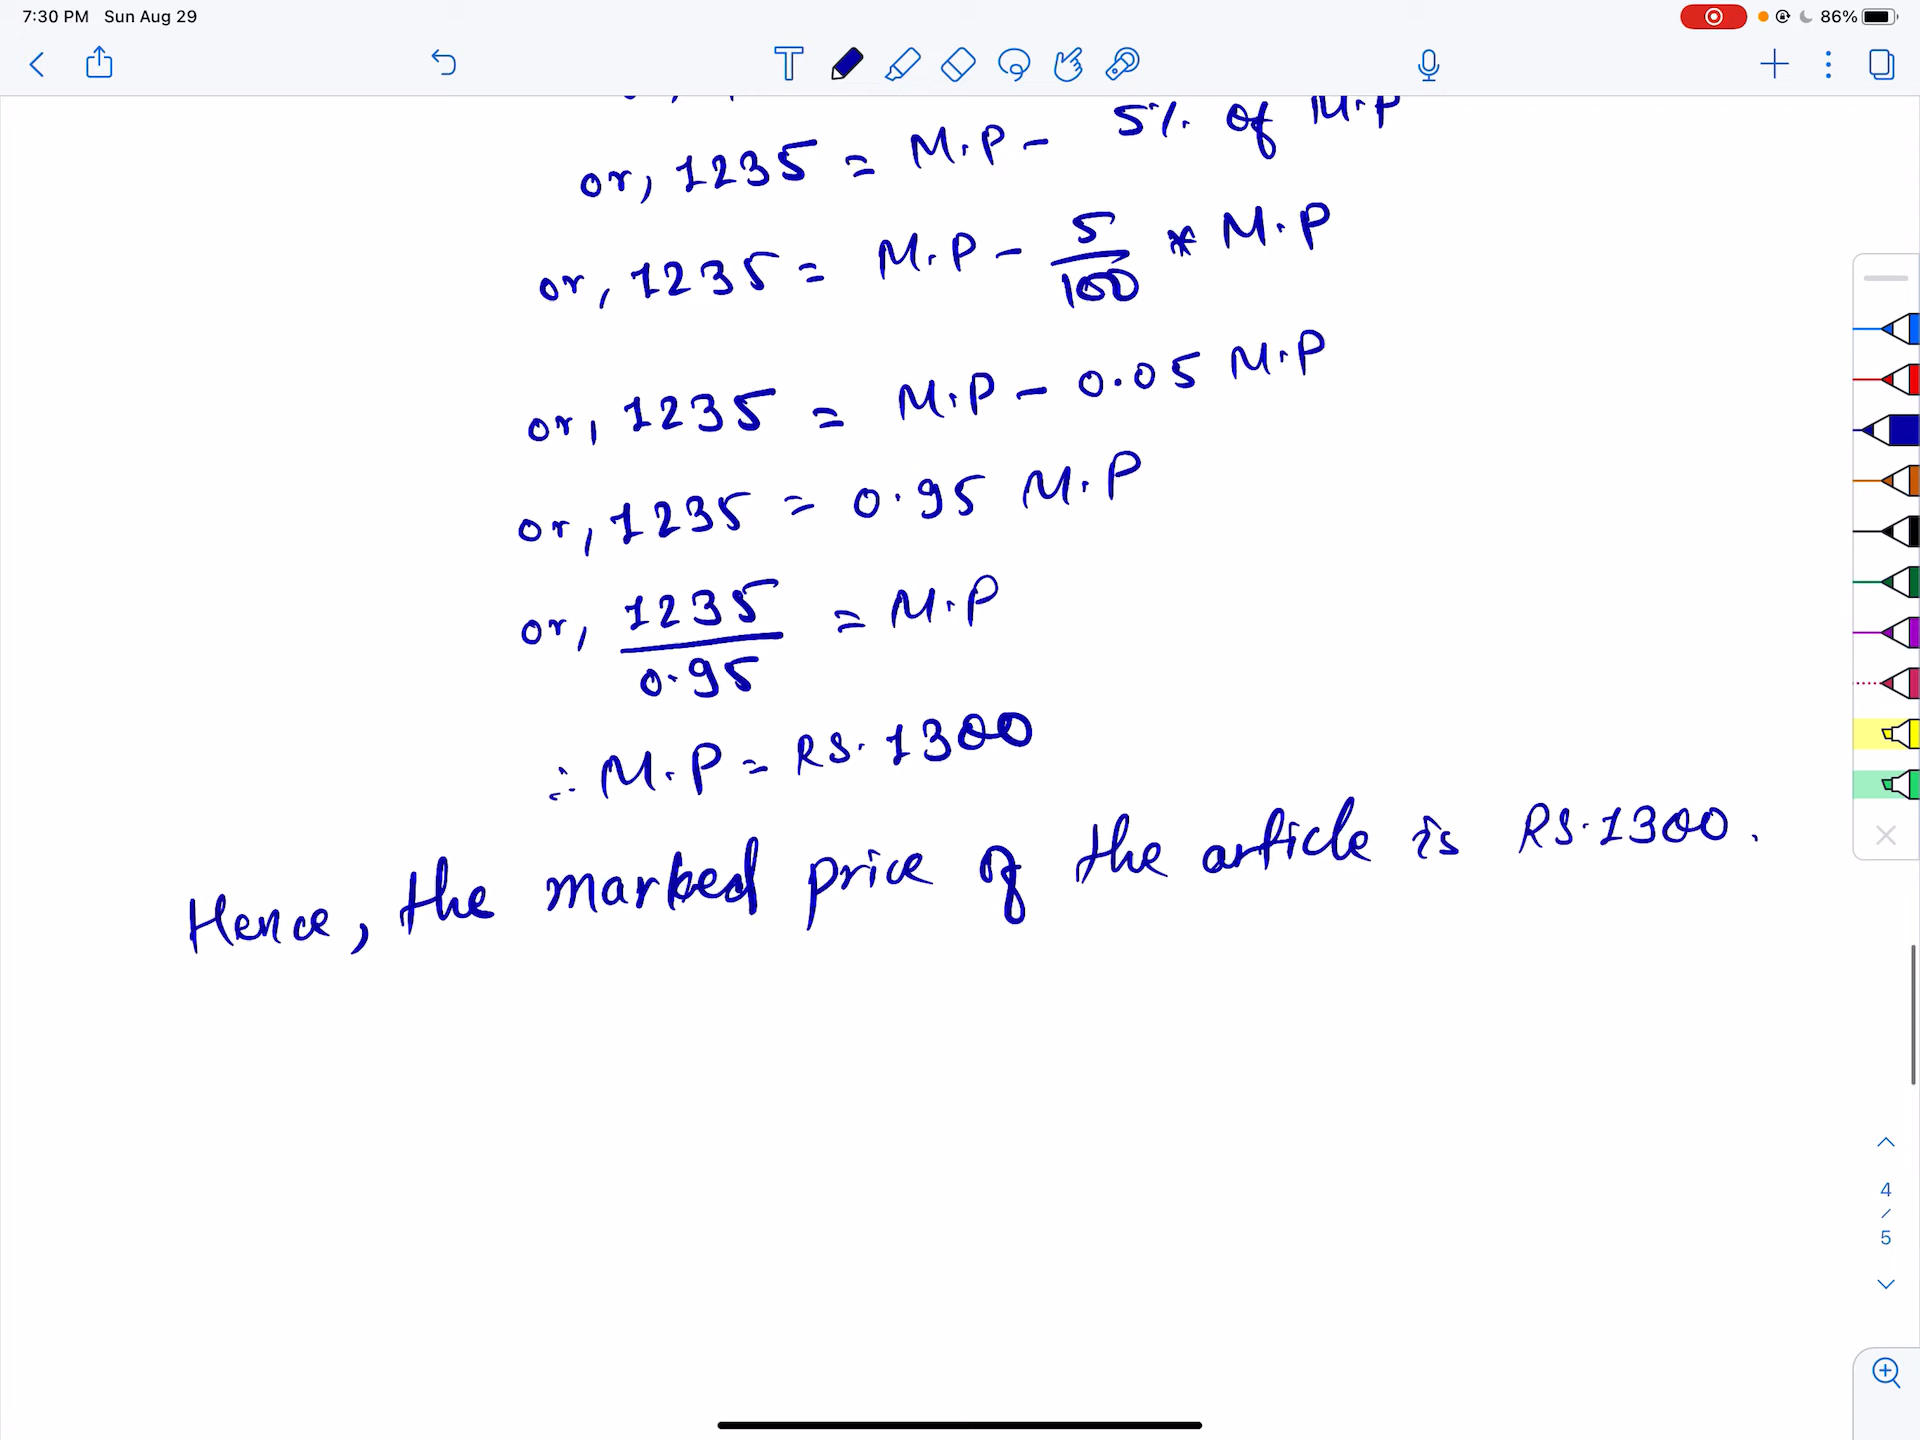 7:30 PM Sun Aug 29
86%
or, 1235 = M.P - 5% of M.P
or, 1235 = M.P - 5/100 * M.P
or, 1235 = M.P - 0.05 M.P
or, 1235 = 0.95 M.P
or, 1235/0.95 = M.P
∴ M.P = RS. 1300
Hence, the marked price of the article is RS. 1300.
4
/
5